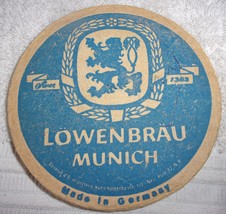 Since 1383
LÖWENBRÄU
MUNICH
Made in Germany